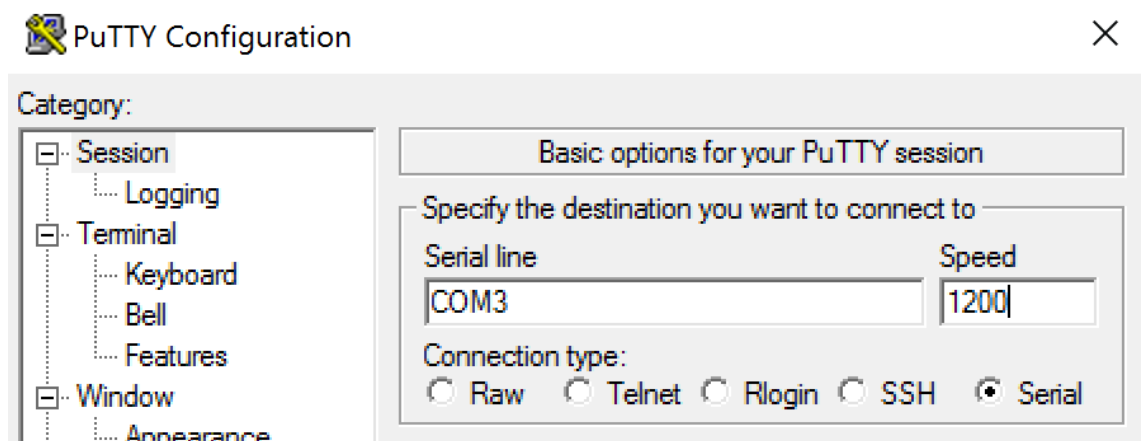 PuTTY Configuration
Category:
Session
Logging
Terminal
Keyboard
Bell
Features
Window
Appearance
Basic options for your PuTTY session
Specify the destination you want to connect to
Serial line Speed
COM3 1200
Connection type:
Raw Telnet Rlogin SSH Serial